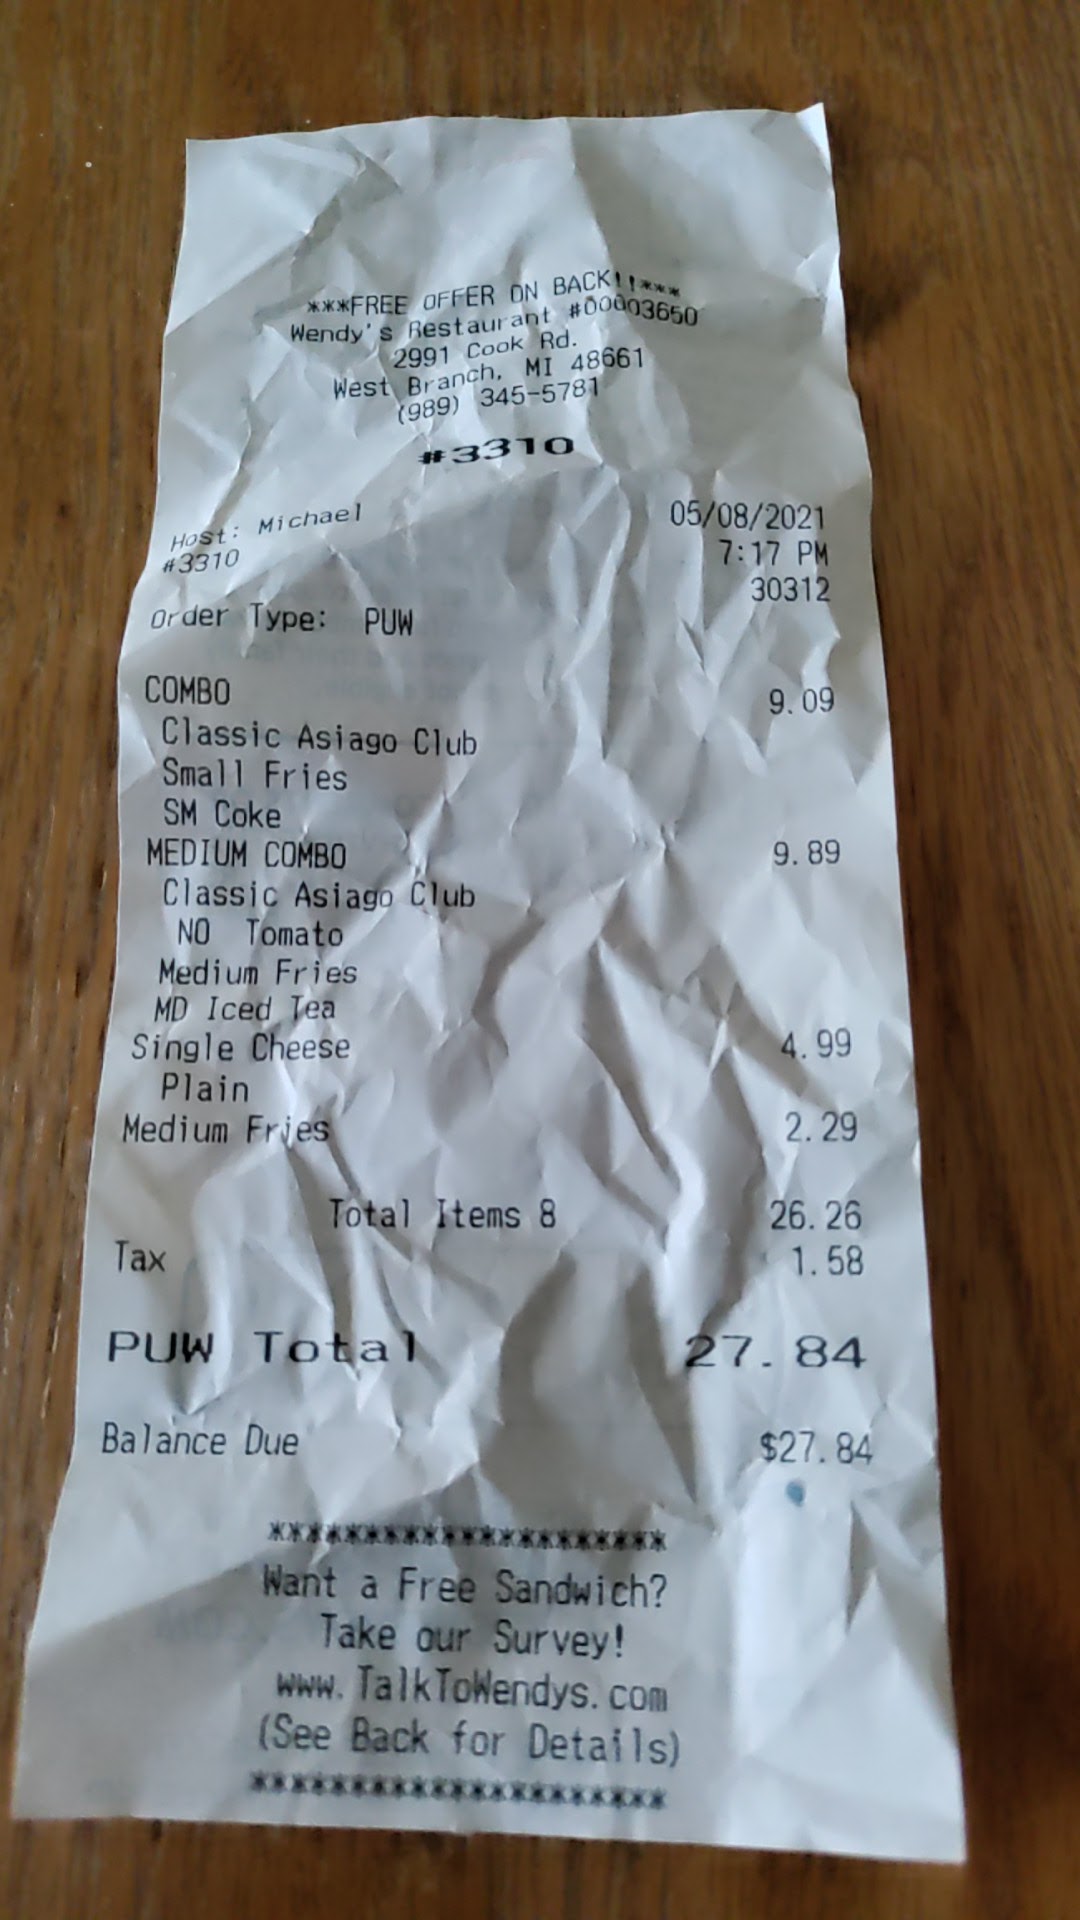 ***FREE OFFER ON BACK!!***
Wendy's Restaurant #00003650
2991 Cook Rd.
West Branch, MI 48661
(989) 345-5781
#3310
Host: Michael 05/08/2021
#3310 7:17 PM
30312
Order Type: PUW
COMBO 9.09
Classic Asiago Club
Small Fries
SM Coke
MEDIUM COMBO 9.89
Classic Asiago Club
NO Tomato
Medium Fries
MD Iced Tea
Single Cheese 4.99
Plain
Medium Fries 2.29
Total Items 8 26.26
Tax 1.58
PUW Total 27.84
Balance Due $27.84
*********************
Want a Free Sandwich?
Take our Survey!
www.TalkToWendys.com
(See Back for Details)
*********************